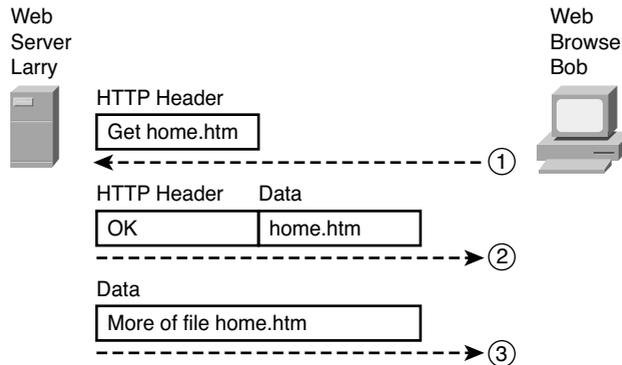 Web
Server
Larry
Web
Browse
Bob
HTTP Header
Get home.htm
1
HTTP Header Data
OK home.htm
2
Data
More of file home.htm
3